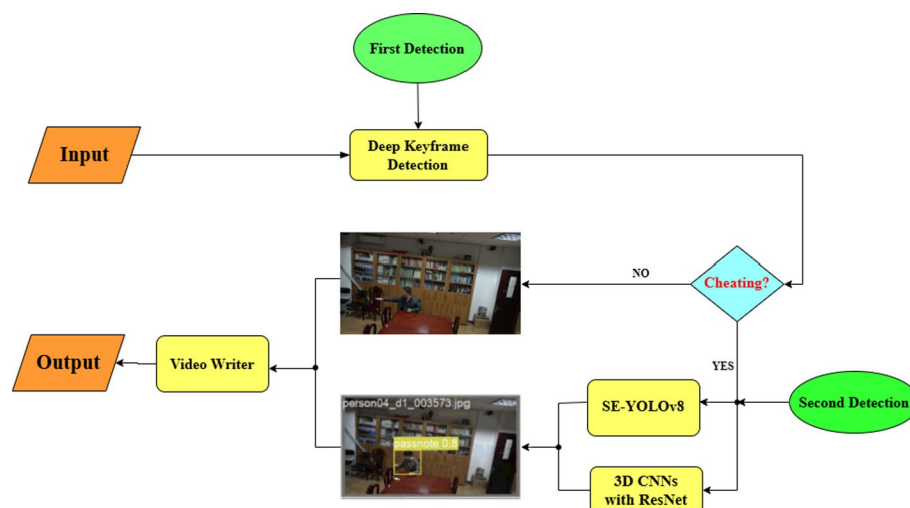 First Detection
Input
Deep Keyframe
Detection
NO
Cheating?
Output
Video Writer
YES
person04_d1_003573.jpg
passnote 0.8
SE-YOLOv8
Second Detection
3D CNNs
with ResNet